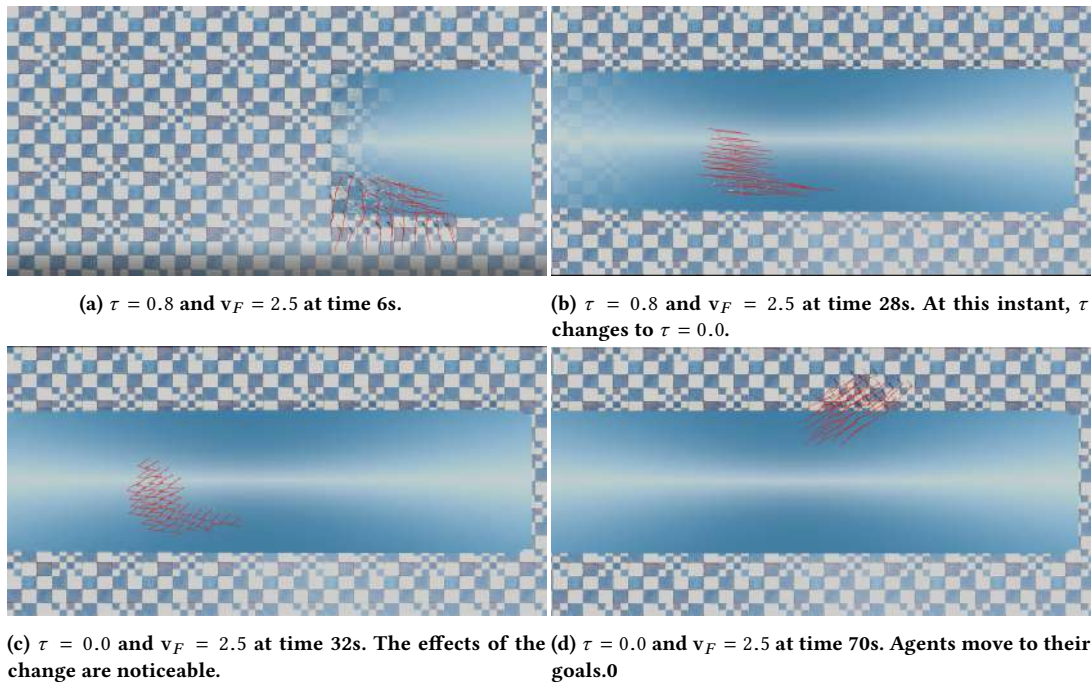 (a) τ = 0.8 and v_F = 2.5 at time 6s.
(b) τ = 0.8 and v_F = 2.5 at time 28s. At this instant, τ
changes to τ = 0.0.
(c) τ = 0.0 and v_F = 2.5 at time 32s. The effects of the
change are noticeable.
(d) τ = 0.0 and v_F = 2.5 at time 70s. Agents move to their
goals.0